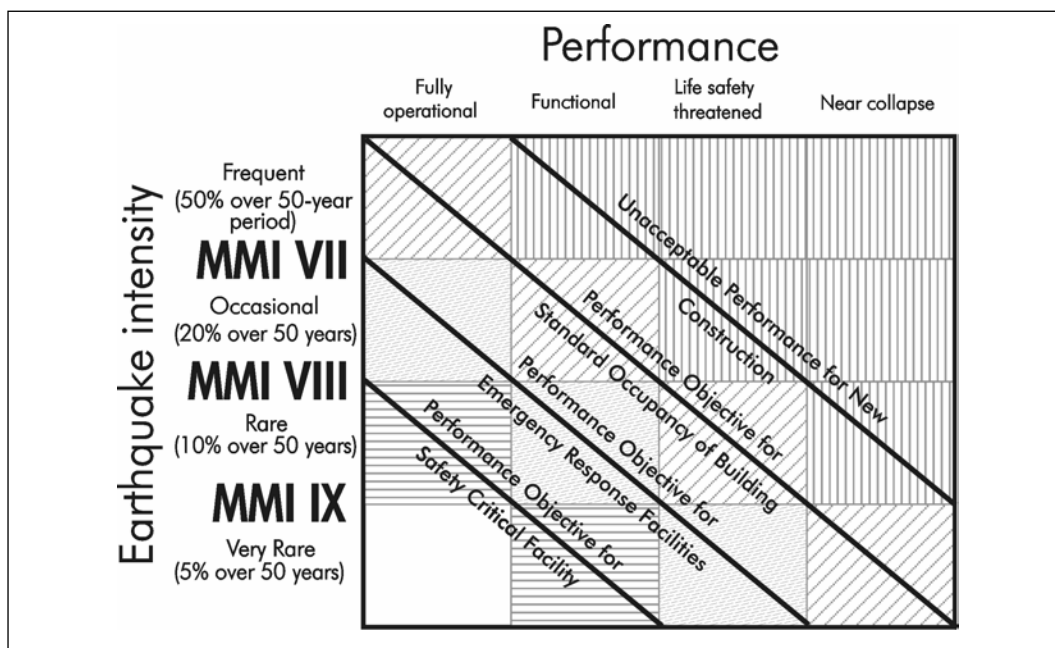 Performance
Fully
operational
Functional
Life safety
threatened
Near collapse
Earthquake intensity
Frequent
(50% over 50-year
period)
MMI VII
Occasional
(20% over 50 years)
MMI VIII
Rare
(10% over 50 years)
MMI IX
Very Rare
(5% over 50 years)
Unacceptable Performance for New
Construction
Performance Objective for
Standard Occupancy of Building
Performance Objective for
Emergency Response Facilities
Performance Objective for
Safety Critical Facility